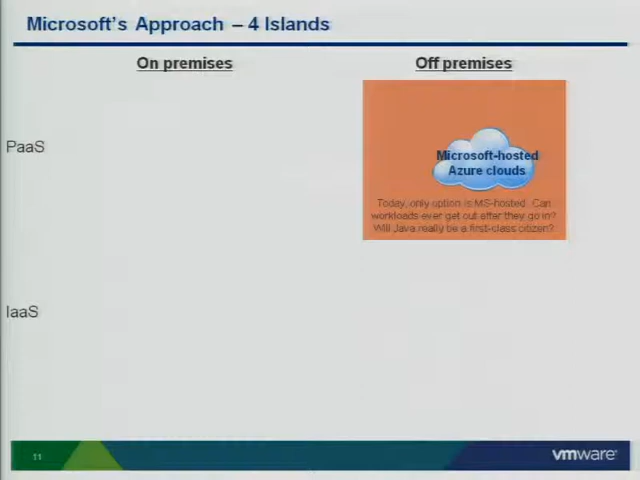 Microsoft's Approach – 4 Islands
On premises
Off premises
PaaS
Microsoft-hosted
Azure clouds
Today, only option is MS-hosted. Can
workloads ever get out after they go in?
Will Java really be a first-class citizen?
IaaS
11
vmware